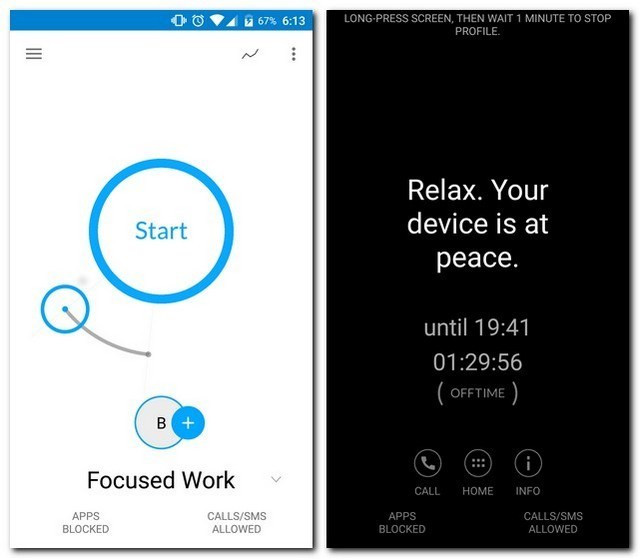 67% 6:13
Start
B
Focused Work
APPS
BLOCKED
CALLS/SMS
ALLOWED
LONG-PRESS SCREEN, THEN WAIT 1 MINUTE TO STOP
PROFILE.
Relax. Your
device is at
peace.
until 19:41
01:29:56
( OFFTIME )
CALL HOME INFO
APPS
BLOCKED
CALLS/SMS
ALLOWED